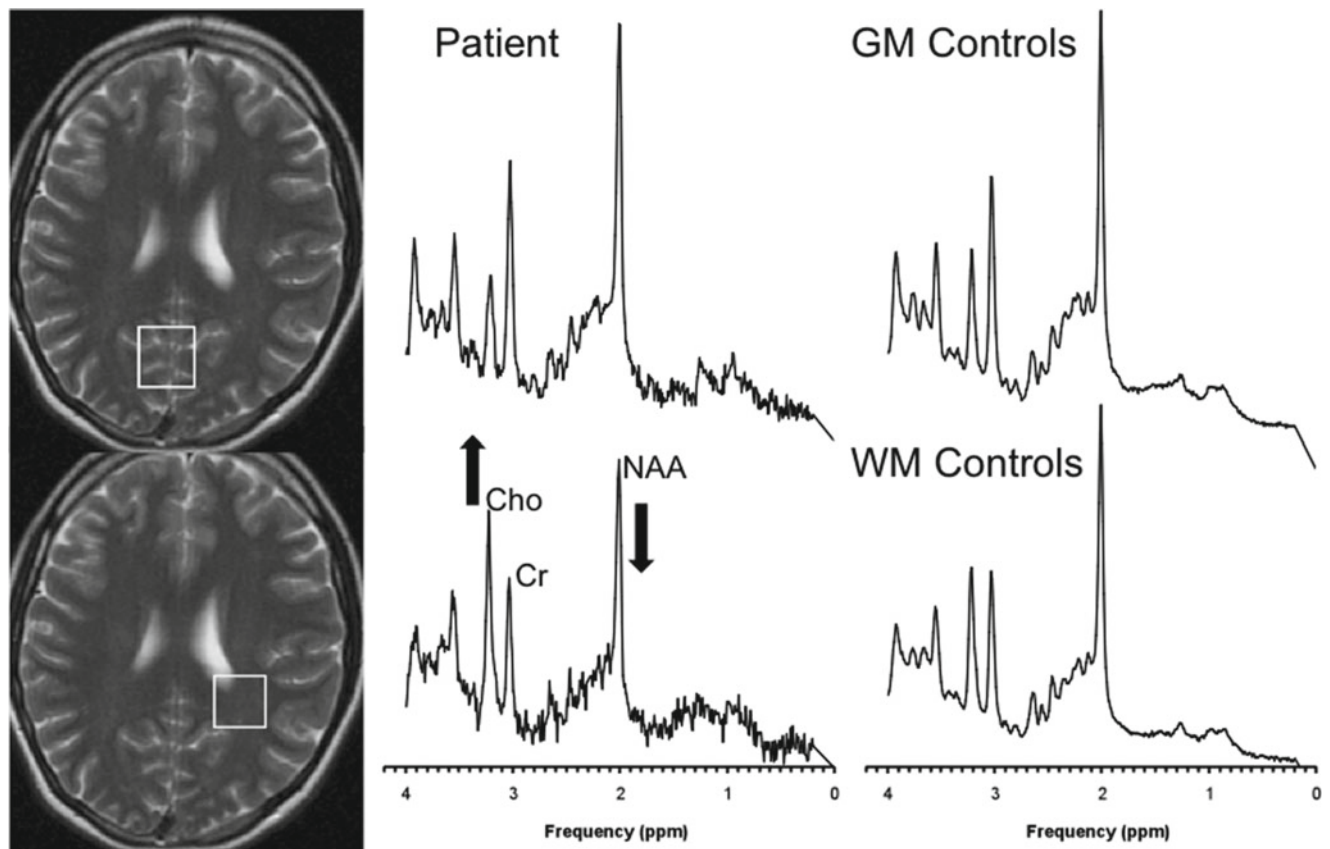 Patient
GM Controls
NAA
WM Controls
Cho
Cr
4 3 2 1 0
4 3 2 1 0
Frequency (ppm)
Frequency (ppm)